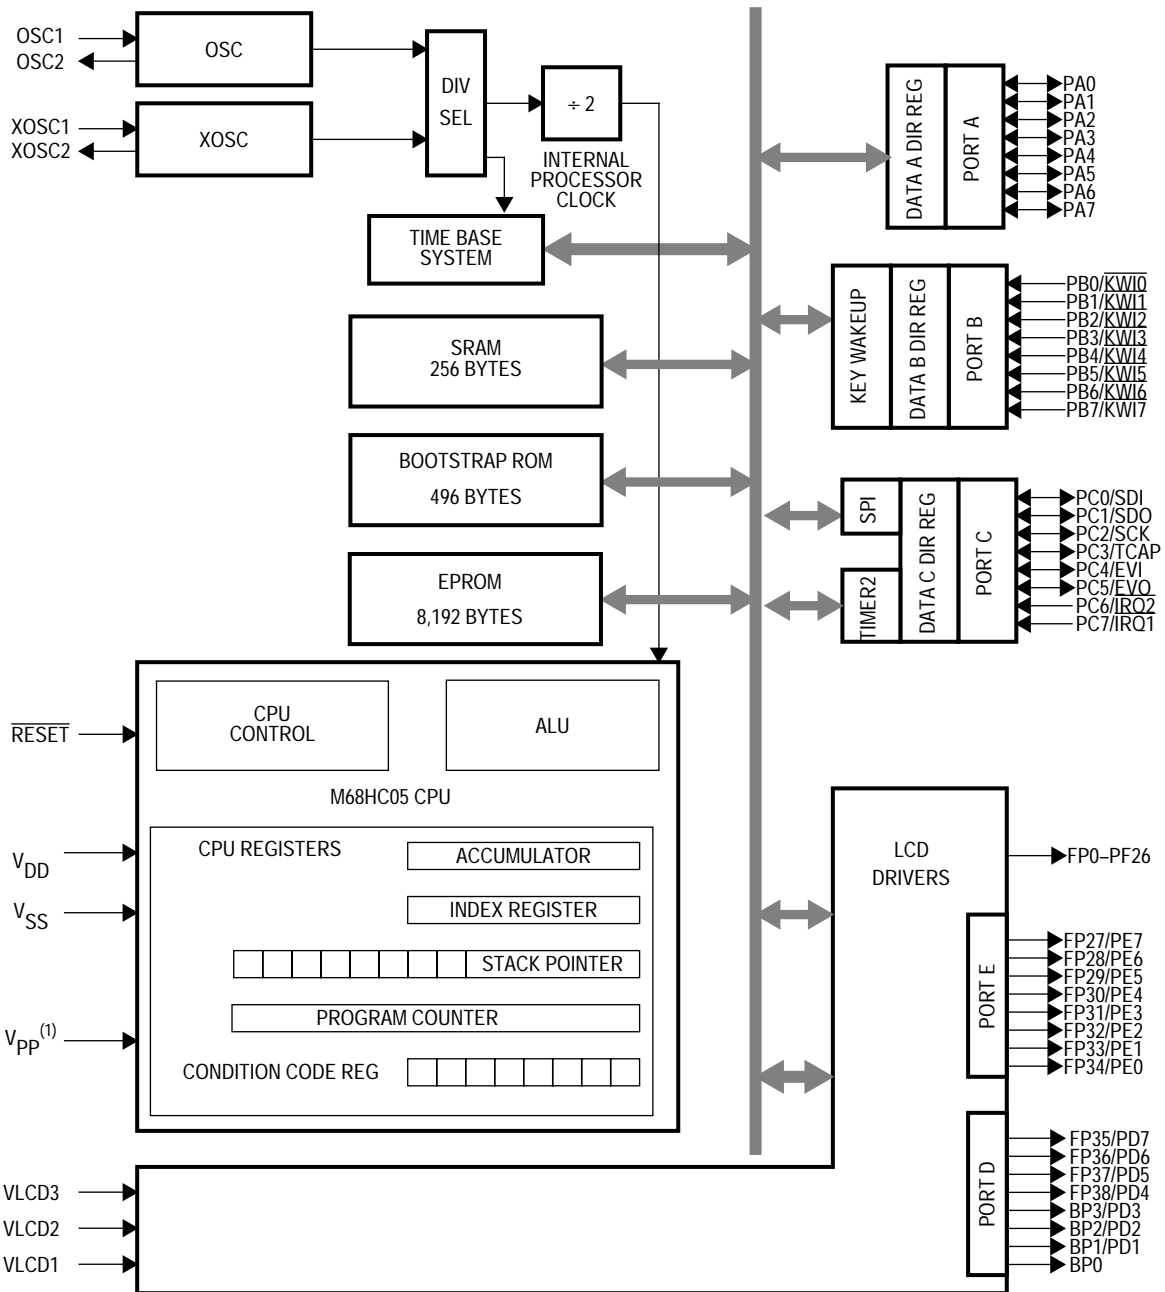 OSC1
OSC2
OSC
XOSC1
XOSC2
XOSC
DIV
SEL
÷ 2
INTERNAL
PROCESSOR
CLOCK
TIME BASE
SYSTEM
SRAM
256 BYTES
BOOTSTRAP ROM
496 BYTES
EPROM
8,192 BYTES
DATA A DIR REG
PORT A
PA0
PA1
PA2
PA3
PA4
PA5
PA6
PA7
KEY WAKEUP
DATA B DIR REG
PORT B
PB0/KWI0
PB1/KWI1
PB2/KWI2
PB3/KWI3
PB4/KWI4
PB5/KWI5
PB6/KWI6
PB7/KWI7
SPI
TIMER2
DATA C DIR REG
PORT C
PC0/SDI
PC1/SDO
PC2/SCK
PC3/TCAP
PC4/EVI
PC5/EVO
PC6/IRQ2
PC7/IRQ1
RESET
VDD
VSS
VPP(1)
CPU
CONTROL
ALU
M68HC05 CPU
CPU REGISTERS
ACCUMULATOR
INDEX REGISTER
STACK POINTER
PROGRAM COUNTER
CONDITION CODE REG
LCD
DRIVERS
FP0–PF26
PORT E
FP27/PE7
FP28/PE6
FP29/PE5
FP30/PE4
FP31/PE3
FP32/PE2
FP33/PE1
FP34/PE0
PORT D
FP35/PD7
FP36/PD6
FP37/PD5
FP38/PD4
BP3/PD3
BP2/PD2
BP1/PD1
BP0
VLCD3
VLCD2
VLCD1